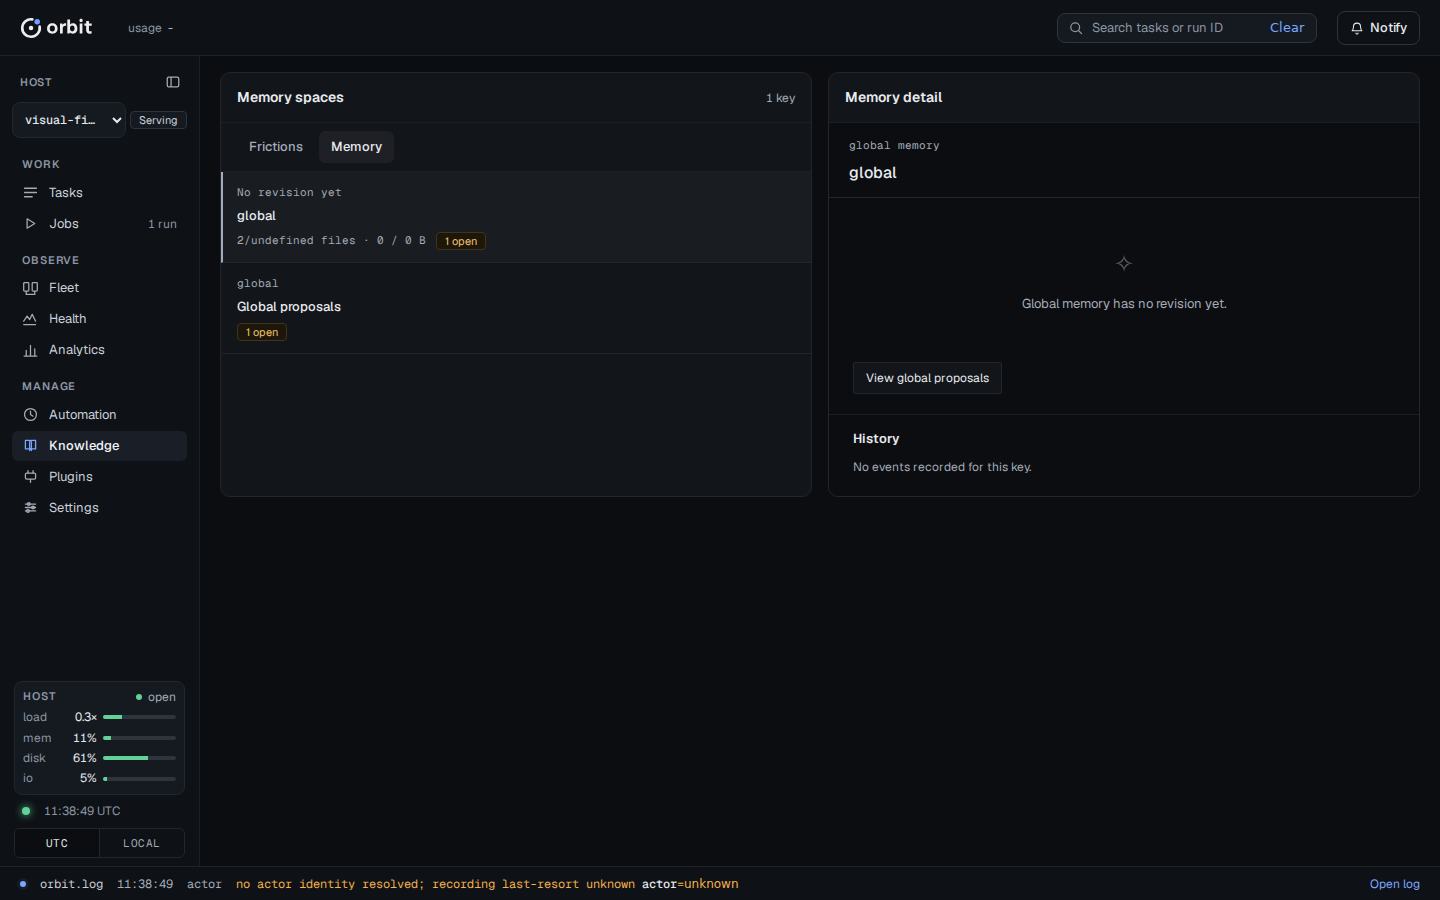 orbit
usage -
Search tasks or run ID
Clear
Notify
HOST
visual-fi…
Serving
WORK
Tasks
Jobs
1 run
OBSERVE
Fleet
Health
Analytics
MANAGE
Automation
Knowledge
Plugins
Settings
HOST
open
load 0.3×
mem 11%
disk 61%
io 5%
11:38:49 UTC
UTC
LOCAL
Memory spaces
1 key
Frictions
Memory
No revision yet
global
2/undefined files · 0 / 0 B
1 open
global
Global proposals
1 open
Memory detail
global memory
global
Global memory has no revision yet.
View global proposals
History
No events recorded for this key.
orbit.log 11:38:49 actor no actor identity resolved; recording last-resort unknown actor=unknown
Open log